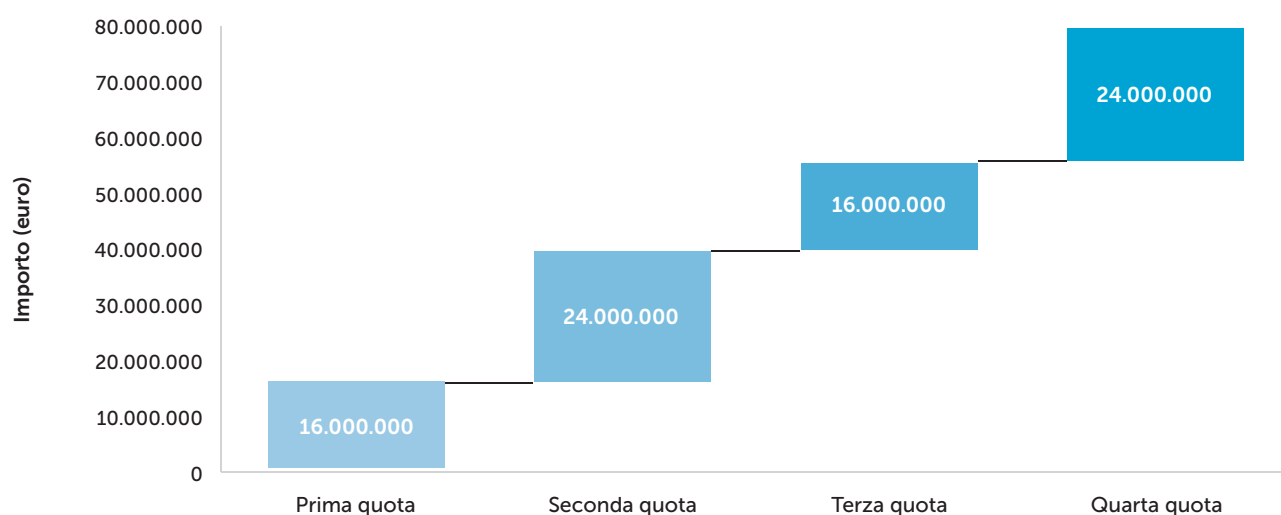 80.000.000
70.000.000
60.000.000
50.000.000
40.000.000
30.000.000
20.000.000
10.000.000
0
Importo (euro)
16.000.000
24.000.000
16.000.000
24.000.000
Prima quota
Seconda quota
Terza quota
Quarta quota